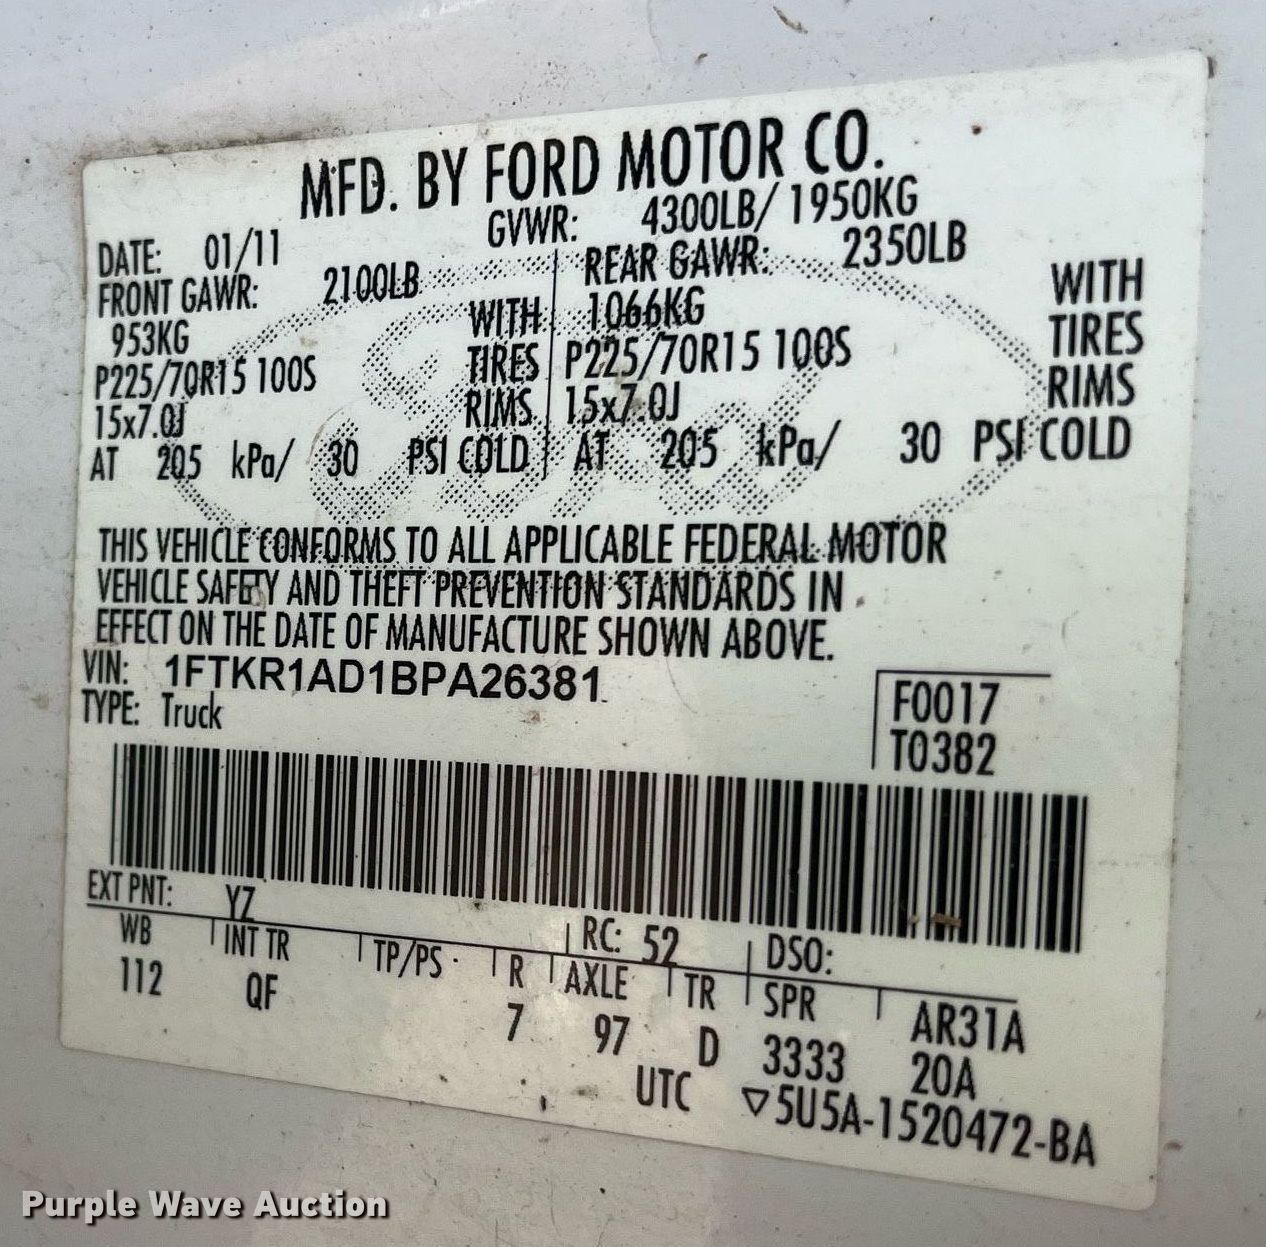 MFD. BY FORD MOTOR CO.
DATE: 01/11 GVWR: 4300LB/ 1950KG
FRONT GAWR: 2100LB REAR GAWR: 2350LB
953KG WITH 1066KG WITH
P225/70R15 100S TIRES P225/70R15 100S TIRES
15x7.0J RIMS 15x7.0J RIMS
AT 205 kPa/ 30 PSI COLD AT 205 kPa/ 30 PSI COLD
THIS VEHICLE CONFORMS TO ALL APPLICABLE FEDERAL MOTOR
VEHICLE SAFETY AND THEFT PREVENTION STANDARDS IN
EFFECT ON THE DATE OF MANUFACTURE SHOWN ABOVE.
VIN: 1FTKR1AD1BPA26381
TYPE: Truck
F0017
T0382
EXT PNT: YZ RC: 52 DSO:
WB INT TR TP/PS R AXLE TR SPR AR31A
112 QF 7 97 D 3333 20A
UTC ▽5U5A-1520472-BA
Purple Wave Auction